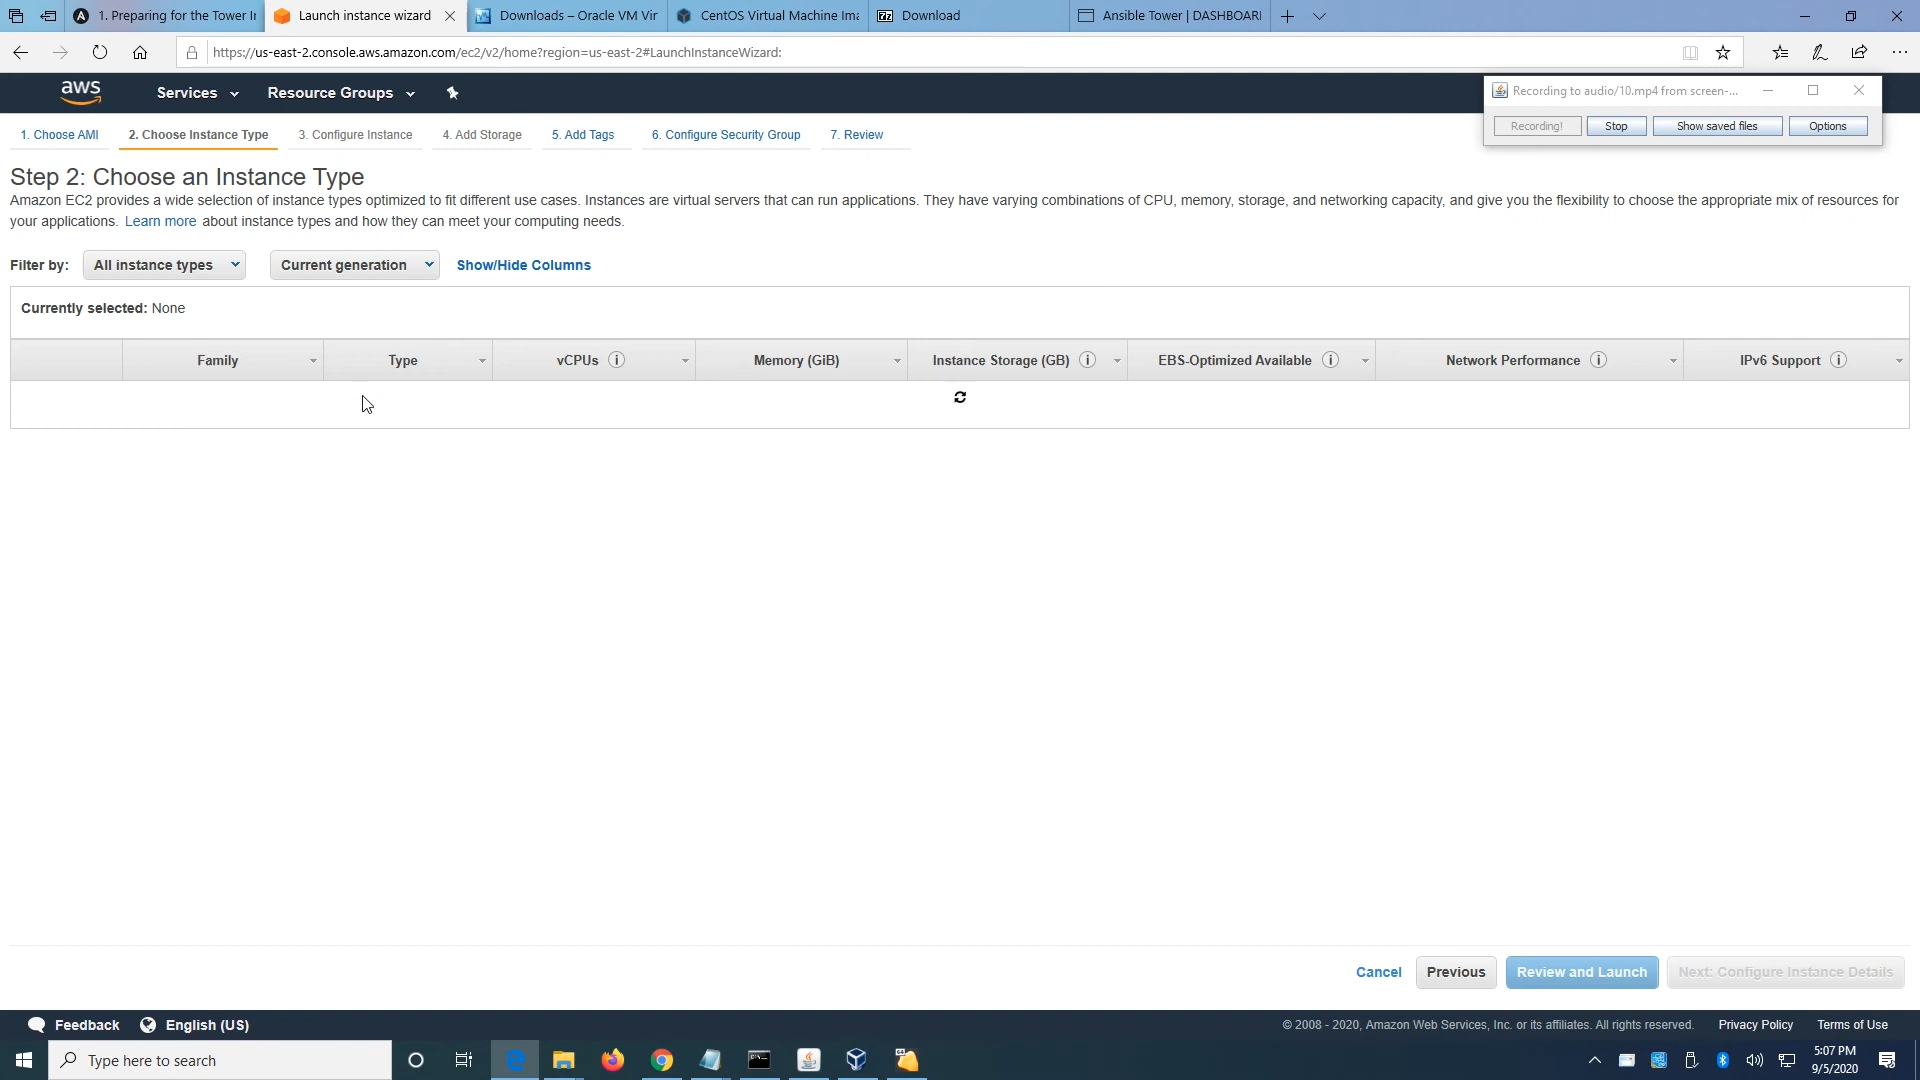 1. Preparing for the Tower In
Launch instance wizard
Downloads – Oracle VM Vir
CentOS Virtual Machine Ima
7z Download
Ansible Tower | DASHBOARI
https://us-east-2.console.aws.amazon.com/ec2/v2/home?region=us-east-2#LaunchInstanceWizard:
aws
Services
Resource Groups
Recording to audio/10.mp4 from screen-...
Recording!
Stop
Show saved files
Options
1. Choose AMI
2. Choose Instance Type
3. Configure Instance
4. Add Storage
5. Add Tags
6. Configure Security Group
7. Review
Step 2: Choose an Instance Type
Amazon EC2 provides a wide selection of instance types optimized to fit different use cases. Instances are virtual servers that can run applications. They have varying combinations of CPU, memory, storage, and networking capacity, and give you the flexibility to choose the appropriate mix of resources for
your applications. Learn more about instance types and how they can meet your computing needs.
Filter by:
All instance types
Current generation
Show/Hide Columns
Currently selected: None
Family
Type
vCPUs
Memory (GiB)
Instance Storage (GB)
EBS-Optimized Available
Network Performance
IPv6 Support
Cancel
Previous
Review and Launch
Next: Configure Instance Details
Feedback
English (US)
© 2008 - 2020, Amazon Web Services, Inc. or its affiliates. All rights reserved.
Privacy Policy
Terms of Use
Type here to search
5:07 PM
9/5/2020